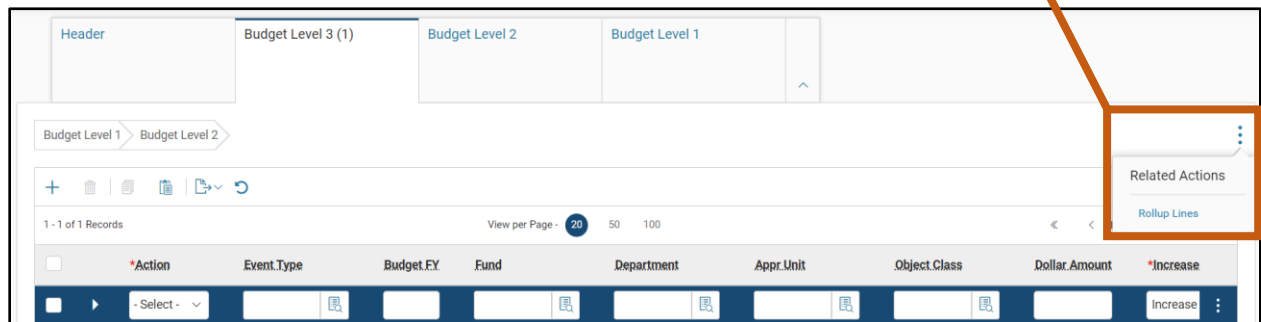 Header Budget Level 3 (1) Budget Level 2 Budget Level 1
Budget Level 1 Budget Level 2
Related Actions
Rollup Lines
1 - 1 of 1 Records View per Page - 20 50 100
*Action Event Type Budget FY Fund Department Appr Unit Object Class Dollar Amount *Increase
- Select - Increase